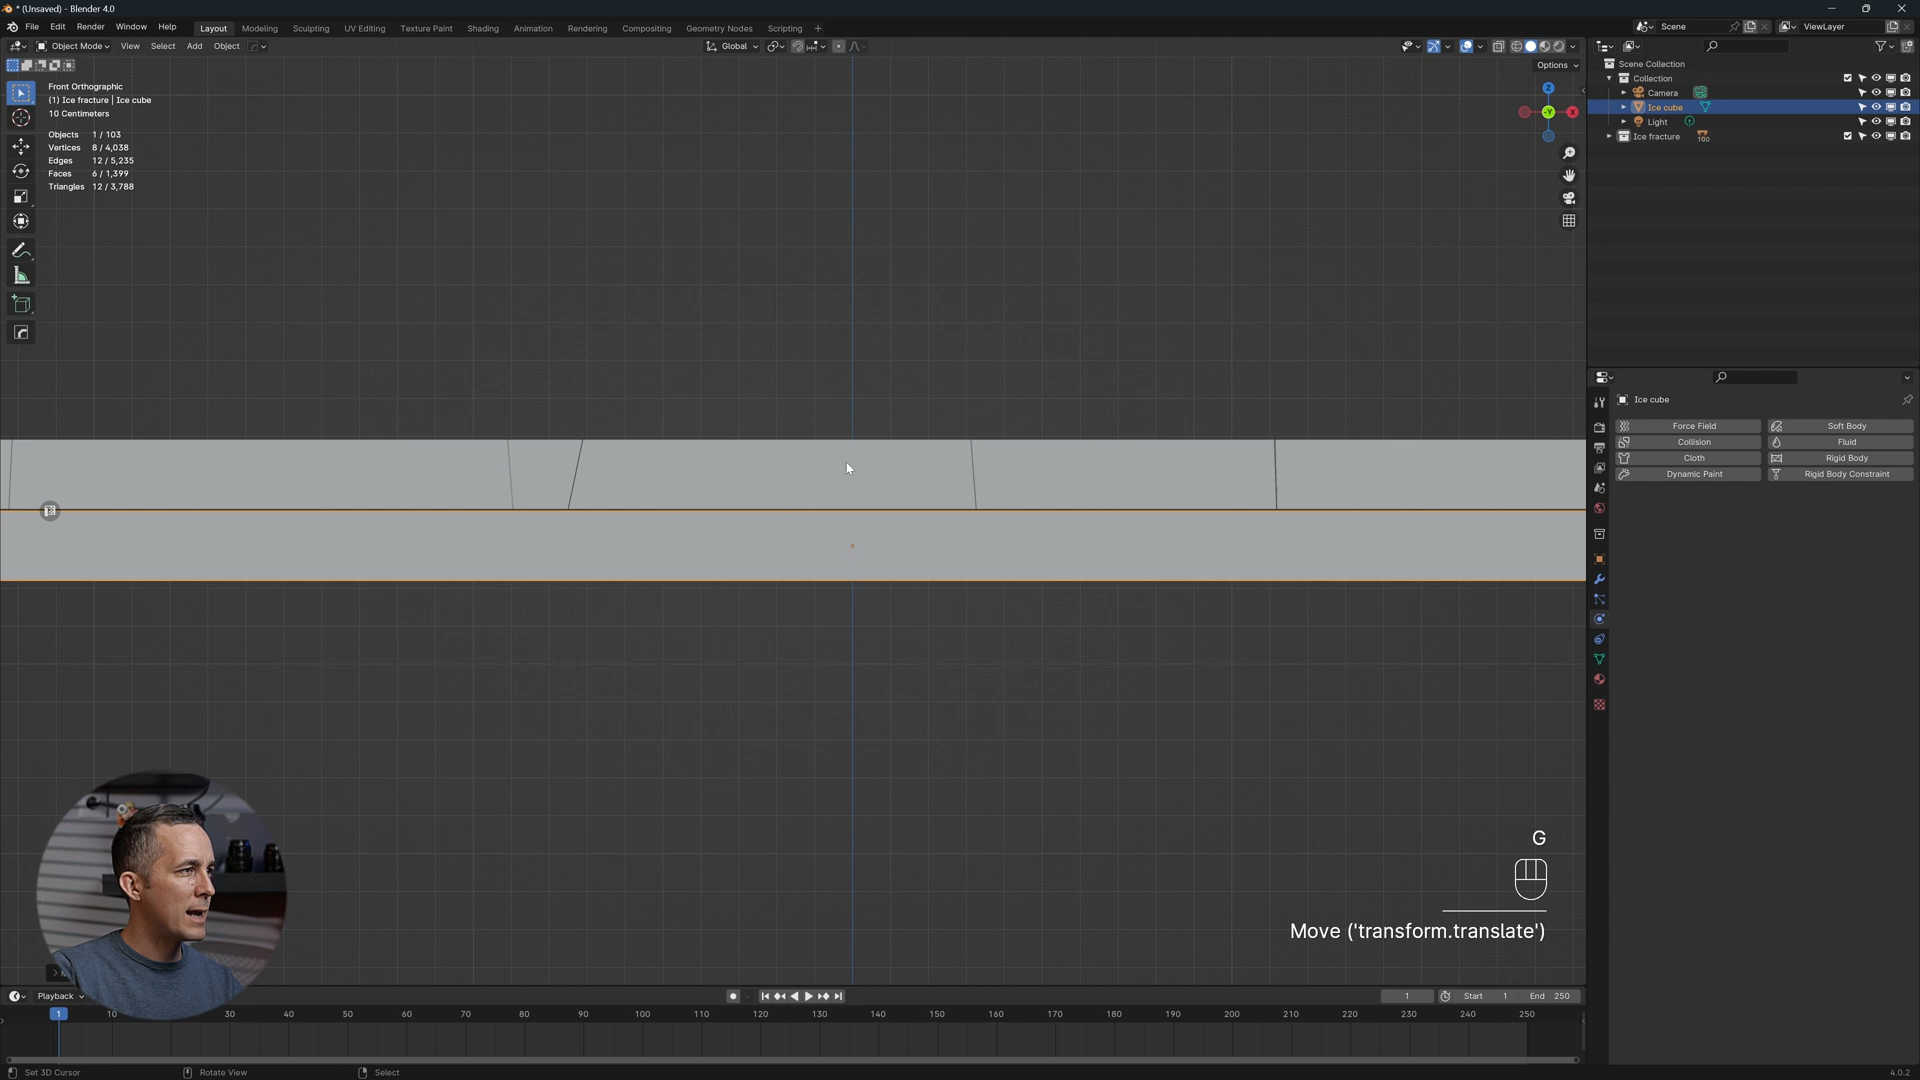 * (Unsaved) - Blender 4.0
File Edit Render Window Help
Layout Modeling Sculpting UV Editing Texture Paint Shading Animation Rendering Compositing Geometry Nodes Scripting +
Scene
ViewLayer
Object Mode View Select Add Object
Global
Options
Front Orthographic
(1) Ice fracture | Ice cube
10 Centimeters
Objects 1 / 103
Vertices 8 / 4,038
Edges 12 / 5,235
Faces 6 / 1,399
Triangles 12 / 3,788
Z
-Y
X
Scene Collection
Collection
Camera
Ice cube
Light
Ice fracture 100
Ice cube
Force Field Soft Body
Collision Fluid
Cloth Rigid Body
Dynamic Paint Rigid Body Constraint
G
Move ('transform.translate')
Playback
1 Start 1 End 250
1 10 30 40 50 60 70 80 90 100 110 120 130 140 150 160 170 180 190 200 210 220 230 240 250
Set 3D Cursor Rotate View Select
4.0.2